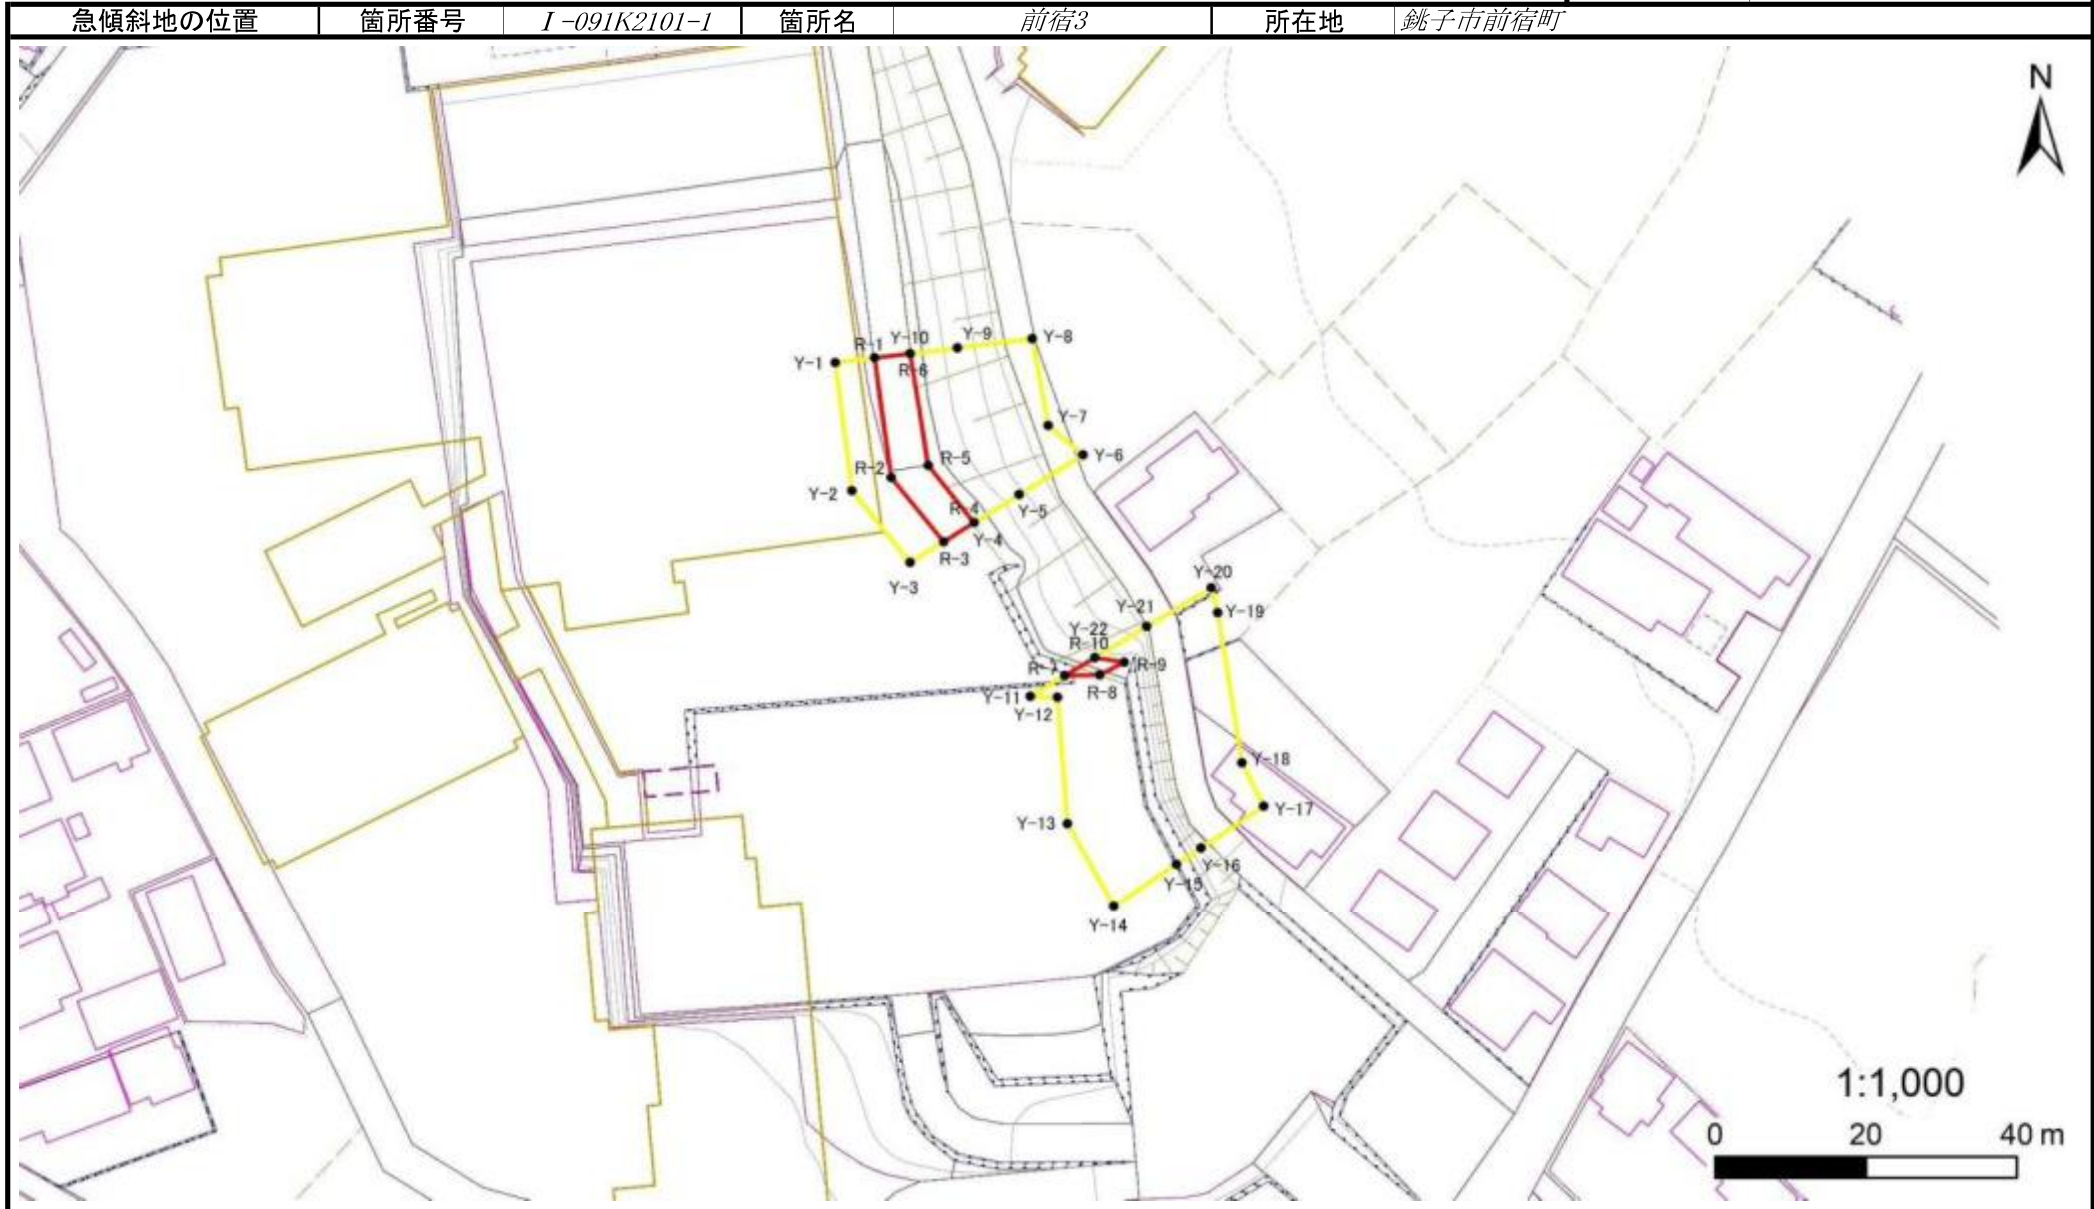 急傾斜地の位置 箇所番号 I-091K2101-1 箇所名 前宿3 所在地 銚子市前宿町
N
Y-8
Y-9
Y-10
R-1
Y-1
R-6
Y-7
Y-6
R-5
R-2
Y-2
Y-5
R-4
Y-4
R-3
Y-3
Y-20
Y-19
Y-21
Y-22
R-10
R-9
R-7
R-8
Y-11
Y-12
Y-18
Y-17
Y-13
Y-16
Y-15
Y-14
1:1,000
0 20 40 m